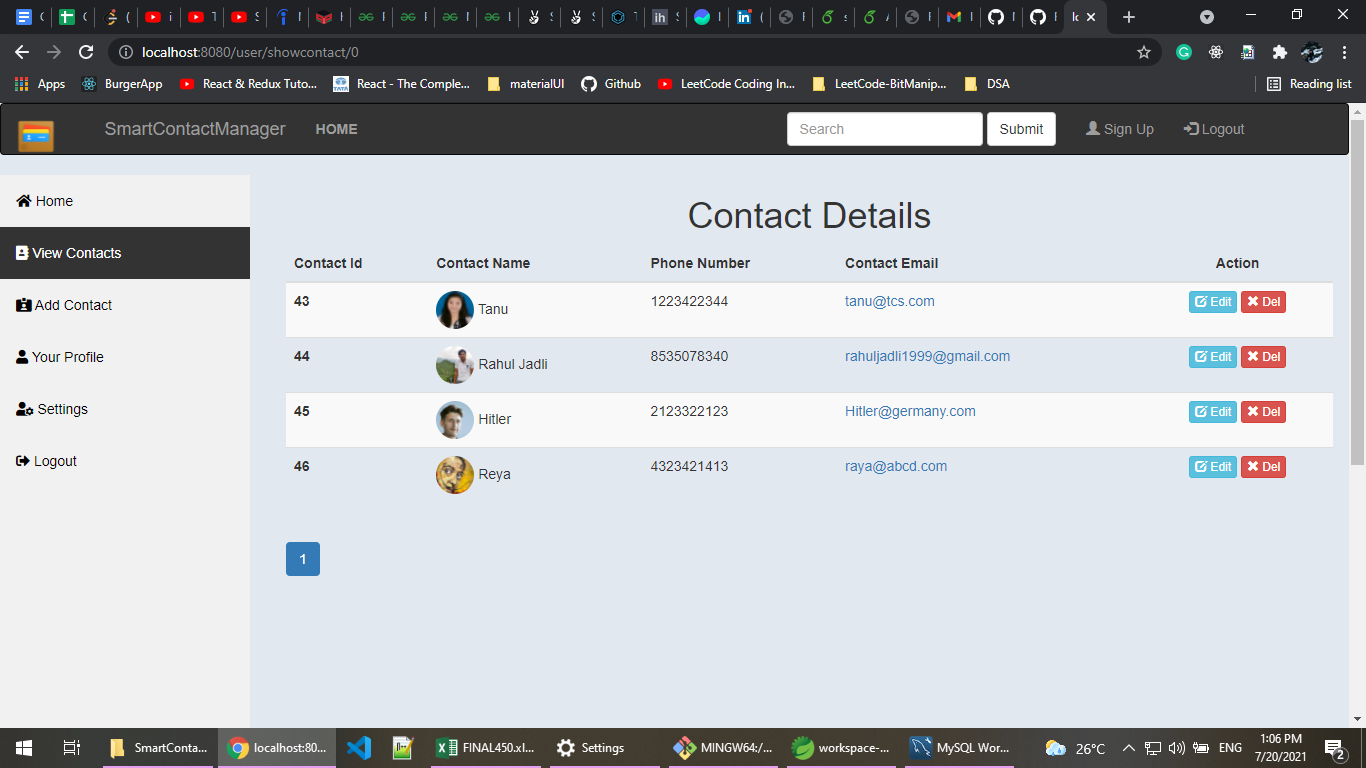 localhost:8080/user/showcontact/0
Apps BurgerApp React & Redux Tuto... React - The Comple... materialUI Github LeetCode Coding In... LeetCode-BitManip... DSA Reading list
SmartContactManager HOME Search Submit Sign Up Logout
Home
View Contacts
Add Contact
Your Profile
Settings
Logout
Contact Details
Contact Id Contact Name Phone Number Contact Email Action
43 Tanu 1223422344 tanu@tcs.com Edit Del
44 Rahul Jadli 8535078340 rahuljadli1999@gmail.com Edit Del
45 Hitler 2123322123 Hitler@germany.com Edit Del
46 Reya 4323421413 raya@abcd.com Edit Del
1
SmartConta... localhost:80... FINAL450.xl... Settings MINGW64:/... workspace-... MySQL Wor... 26°C ENG
1:06 PM
7/20/2021
2